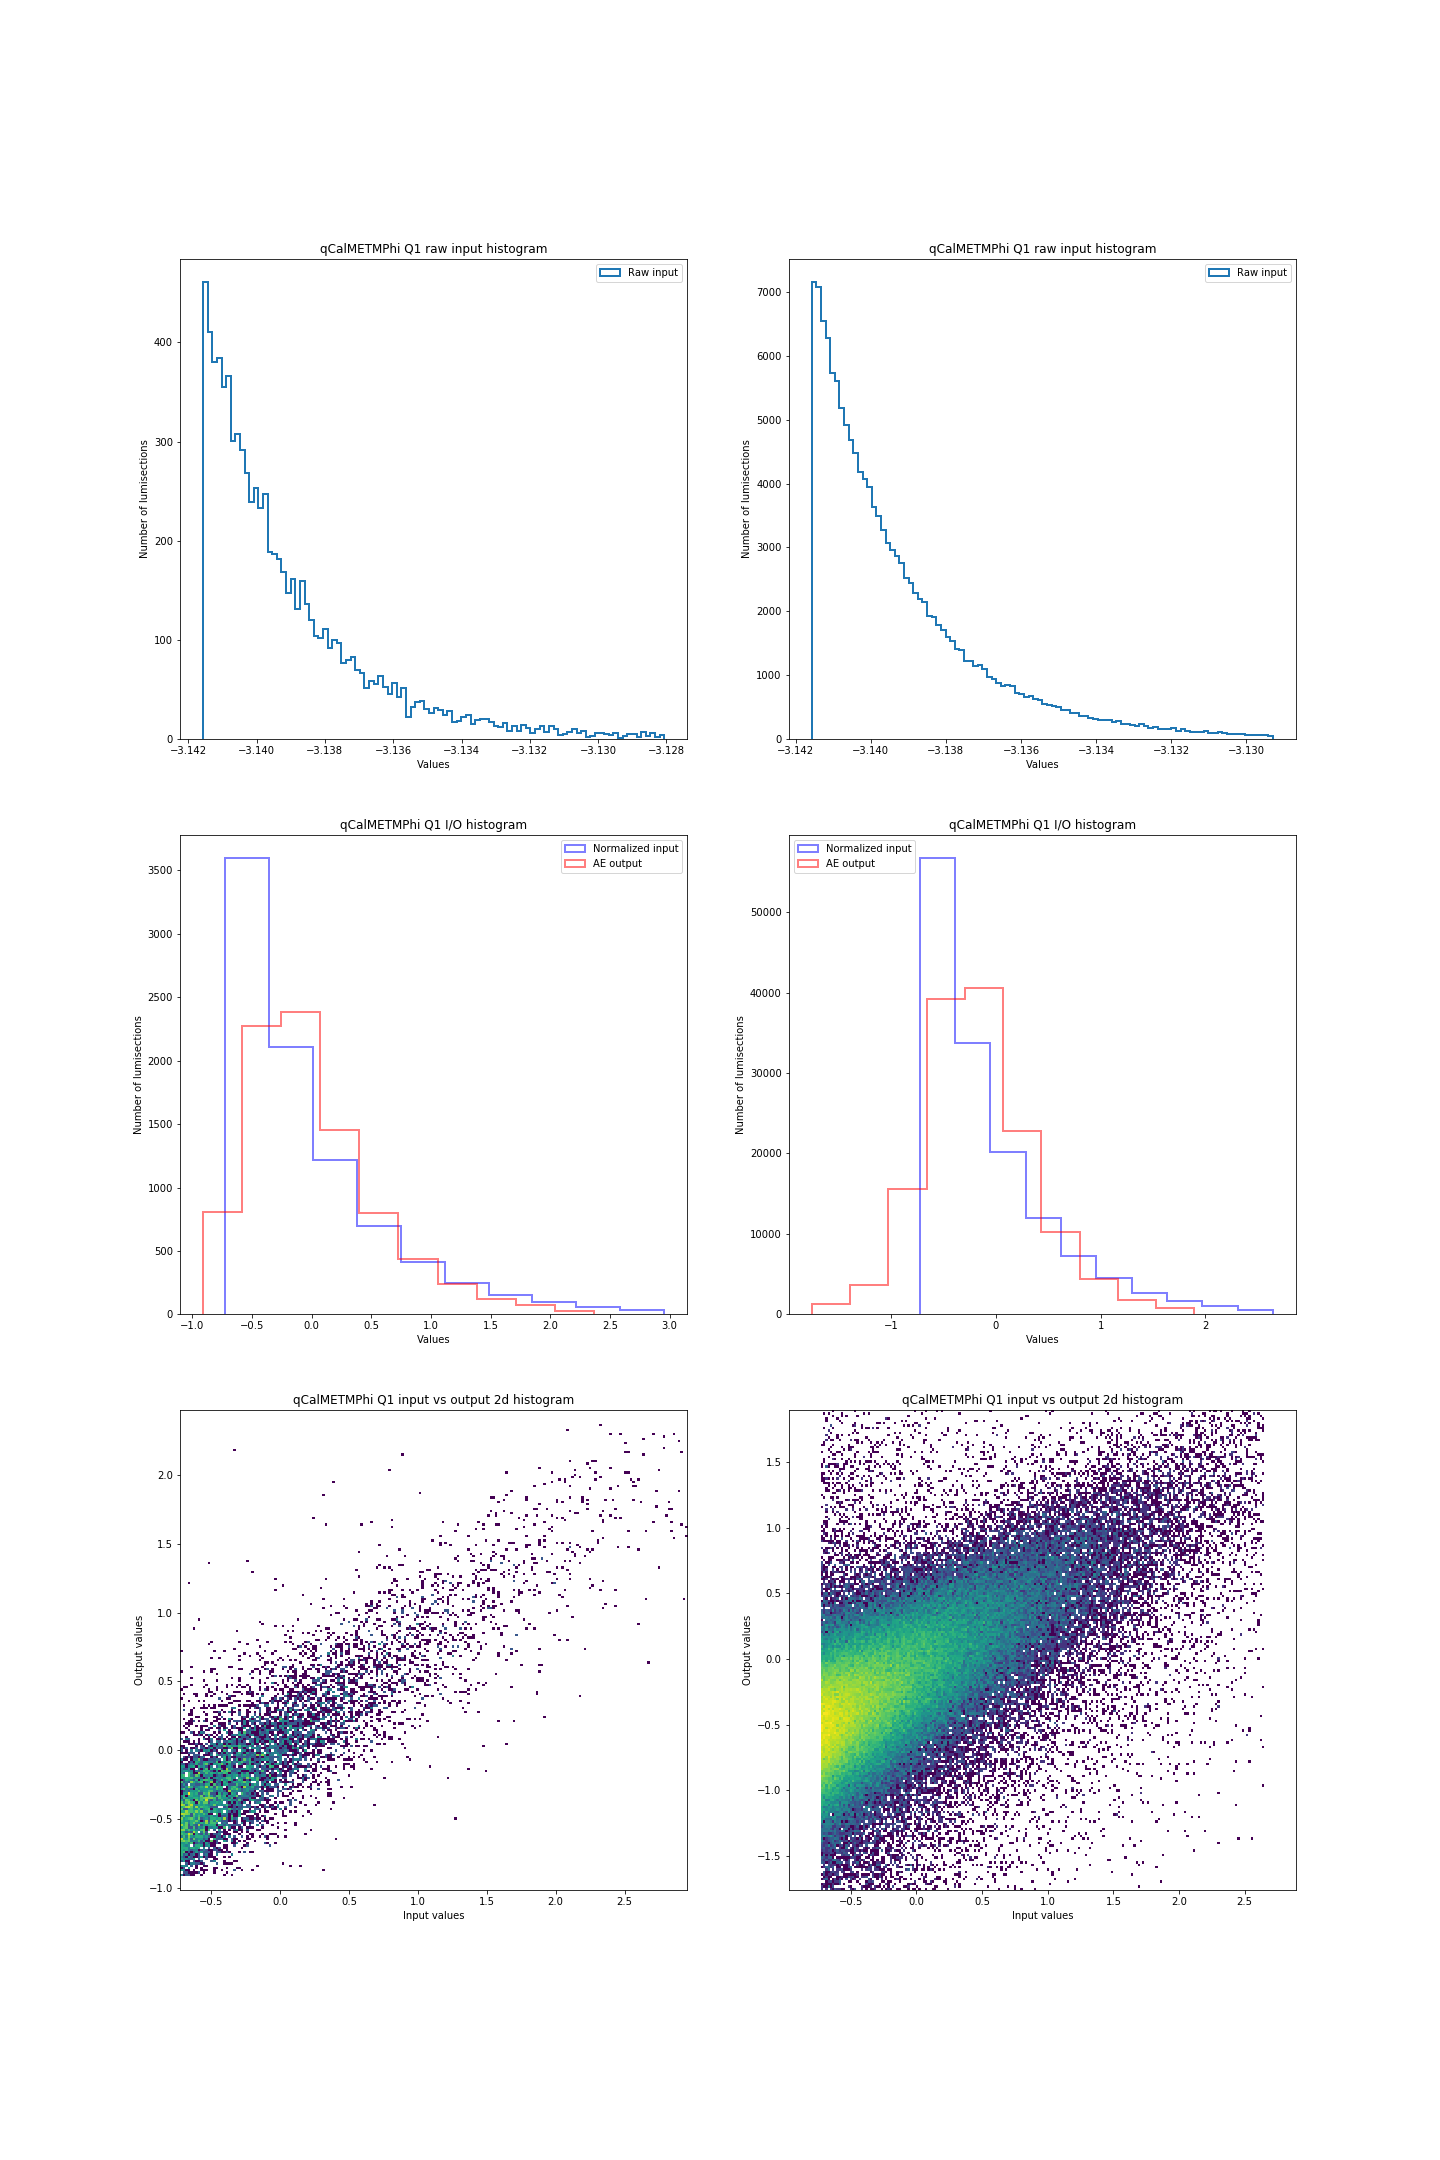 qCalMETMPhi Q1 raw input histogram
Raw input
Number of lumisections
400
300
200
100
0
−3.142 −3.140 −3.138 −3.136 −3.134 −3.132 −3.130 −3.128
Values
qCalMETMPhi Q1 raw input histogram
Raw input
Number of lumisections
7000
6000
5000
4000
3000
2000
1000
0
−3.142 −3.140 −3.138 −3.136 −3.134 −3.132 −3.130
Values
qCalMETMPhi Q1 I/O histogram
Normalized input
AE output
Number of lumisections
3500
3000
2500
2000
1500
1000
500
0
−1.0 −0.5 0.0 0.5 1.0 1.5 2.0 2.5 3.0
Values
qCalMETMPhi Q1 I/O histogram
Normalized input
AE output
Number of lumisections
50000
40000
30000
20000
10000
0
−1 0 1 2
Values
qCalMETMPhi Q1 input vs output 2d histogram
Output values
2.0
1.5
1.0
0.5
0.0
−0.5
−1.0
−0.5 0.0 0.5 1.0 1.5 2.0 2.5
Input values
qCalMETMPhi Q1 input vs output 2d histogram
Output values
1.5
1.0
0.5
0.0
−0.5
−1.0
−1.5
−0.5 0.0 0.5 1.0 1.5 2.0 2.5
Input values